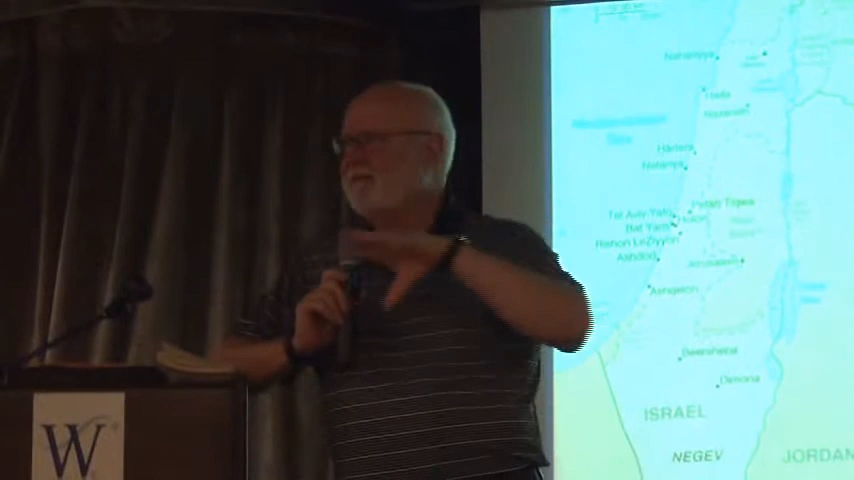 Nahariyya
Haifa
Nazareth
Hadera
Netanya
Petah Tiqwa
Tel Aviv-Yafo
Holon
Bat Yam
Rishon LeZiyyon
Ashdod
Jerusalem
Ashqelon
Beersheba
Dimona
ISRAEL
NEGEV
JORDAN
W